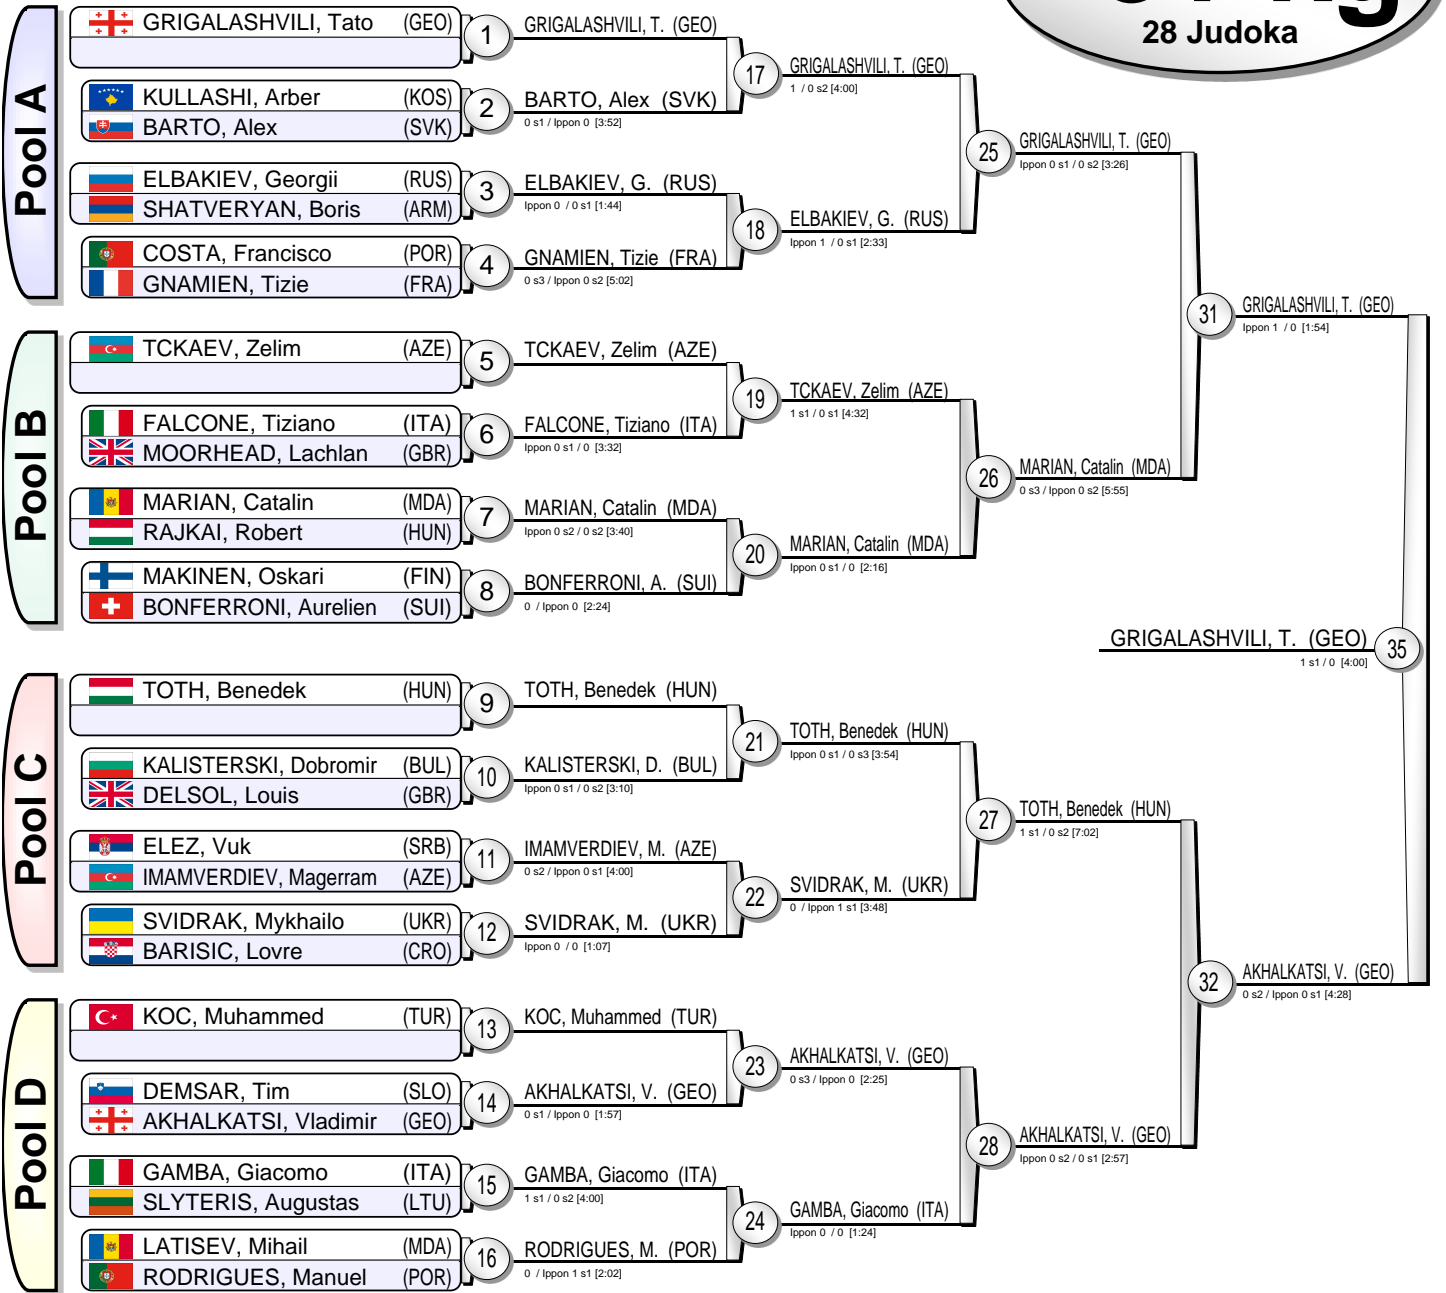 28 Judoka
Pool A
GRIGALASHVILI, Tato (GEO)
1
GRIGALASHVILI, T. (GEO)
KULLASHI, Arber (KOS)
BARTO, Alex (SVK)
2
BARTO, Alex (SVK)
0 s1 / Ippon 0 [3:52]
17
GRIGALASHVILI, T. (GEO)
1 / 0 s2 [4:00]
ELBAKIEV, Georgii (RUS)
SHATVERYAN, Boris (ARM)
3
ELBAKIEV, G. (RUS)
Ippon 0 / 0 s1 [1:44]
COSTA, Francisco (POR)
GNAMIEN, Tizie (FRA)
4
GNAMIEN, Tizie (FRA)
0 s3 / Ippon 0 s2 [5:02]
18
ELBAKIEV, G. (RUS)
Ippon 1 / 0 s1 [2:33]
25
GRIGALASHVILI, T. (GEO)
Ippon 0 s1 / 0 s2 [3:26]
Pool B
TCKAEV, Zelim (AZE)
5
TCKAEV, Zelim (AZE)
FALCONE, Tiziano (ITA)
MOORHEAD, Lachlan (GBR)
6
FALCONE, Tiziano (ITA)
Ippon 0 s1 / 0 [3:32]
19
TCKAEV, Zelim (AZE)
1 s1 / 0 s1 [4:32]
MARIAN, Catalin (MDA)
RAJKAI, Robert (HUN)
7
MARIAN, Catalin (MDA)
Ippon 0 s2 / 0 s2 [3:40]
MAKINEN, Oskari (FIN)
BONFERRONI, Aurelien (SUI)
8
BONFERRONI, A. (SUI)
0 / Ippon 0 [2:24]
20
MARIAN, Catalin (MDA)
Ippon 0 s1 / 0 [2:16]
26
MARIAN, Catalin (MDA)
0 s3 / Ippon 0 s2 [5:55]
31
GRIGALASHVILI, T. (GEO)
Ippon 1 / 0 [1:54]
GRIGALASHVILI, T. (GEO)
1 s1 / 0 [4:00]
35
Pool C
TOTH, Benedek (HUN)
9
TOTH, Benedek (HUN)
KALISTERSKI, Dobromir (BUL)
DELSOL, Louis (GBR)
10
KALISTERSKI, D. (BUL)
Ippon 0 s1 / 0 s2 [3:10]
21
TOTH, Benedek (HUN)
Ippon 0 s1 / 0 s3 [3:54]
ELEZ, Vuk (SRB)
IMAMVERDIEV, Magerram (AZE)
11
IMAMVERDIEV, M. (AZE)
0 s2 / Ippon 0 s1 [4:00]
SVIDRAK, Mykhailo (UKR)
BARISIC, Lovre (CRO)
12
SVIDRAK, M. (UKR)
Ippon 0 / 0 [1:07]
22
SVIDRAK, M. (UKR)
0 / Ippon 1 s1 [3:48]
27
TOTH, Benedek (HUN)
1 s1 / 0 s2 [7:02]
Pool D
KOC, Muhammed (TUR)
13
KOC, Muhammed (TUR)
DEMSAR, Tim (SLO)
AKHALKATSI, Vladimir (GEO)
14
AKHALKATSI, V. (GEO)
0 s1 / Ippon 0 [1:57]
23
AKHALKATSI, V. (GEO)
0 s3 / Ippon 0 [2:25]
GAMBA, Giacomo (ITA)
SLYTERIS, Augustas (LTU)
15
GAMBA, Giacomo (ITA)
1 s1 / 0 s2 [4:00]
LATISEV, Mihail (MDA)
RODRIGUES, Manuel (POR)
16
RODRIGUES, M. (POR)
0 / Ippon 1 s1 [2:02]
24
GAMBA, Giacomo (ITA)
Ippon 0 / 0 [1:24]
28
AKHALKATSI, V. (GEO)
Ippon 0 s2 / 0 s1 [2:57]
32
AKHALKATSI, V. (GEO)
0 s2 / Ippon 0 s1 [4:28]